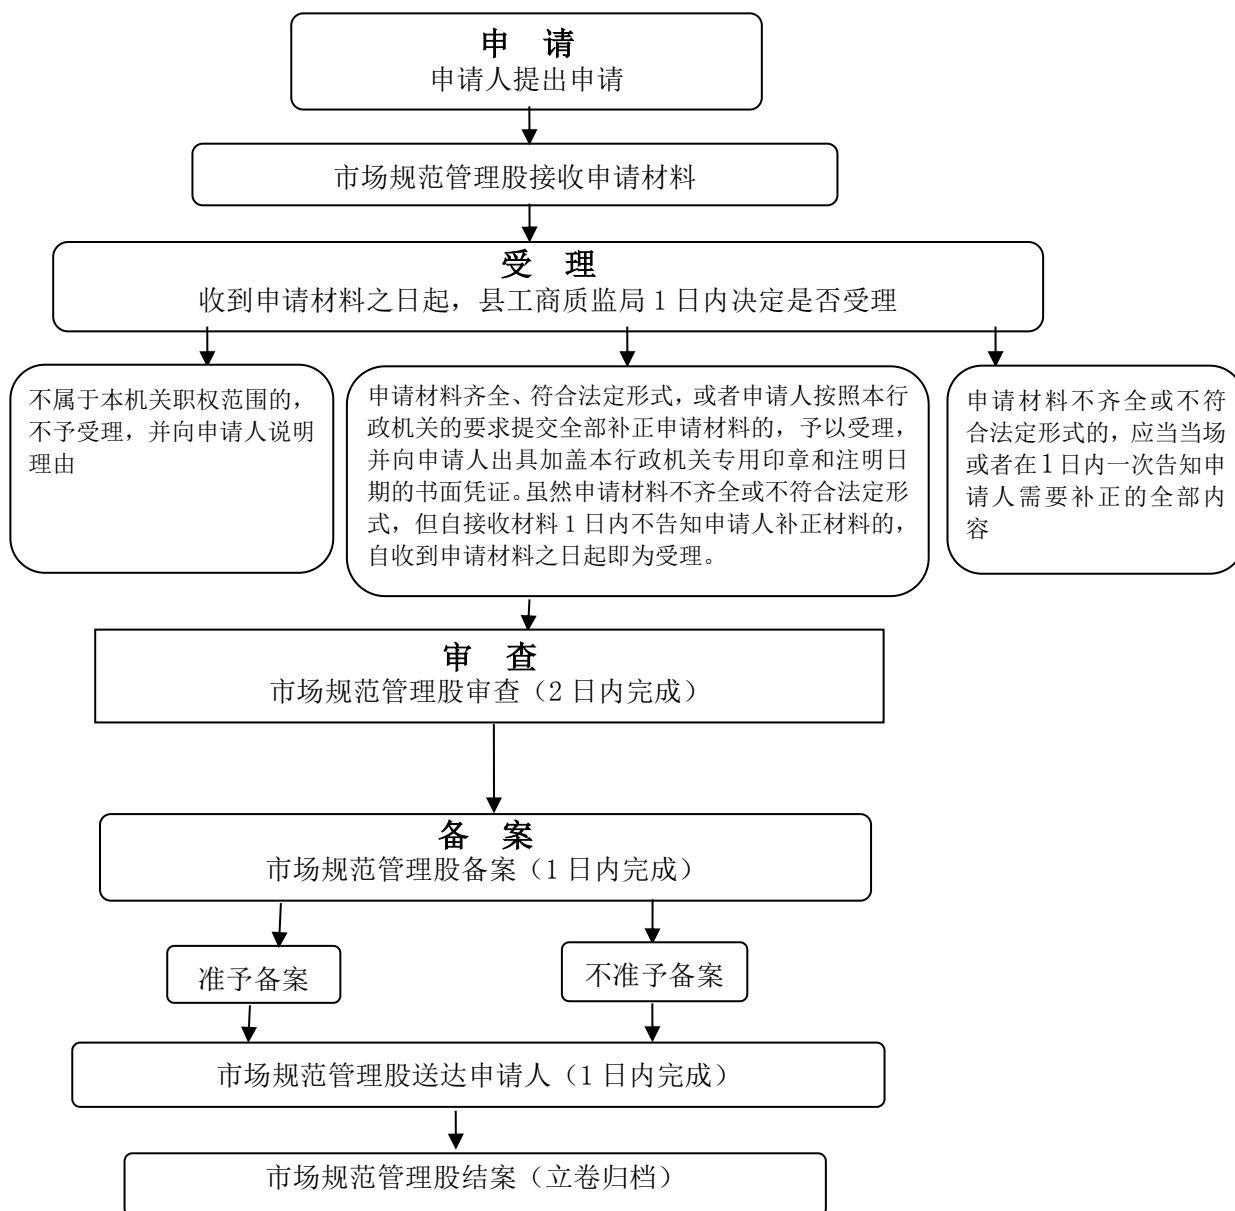 申 请
申请人提出申请
市场规范管理股接收申请材料
受 理
收到申请材料之日起，县工商质监局 1 日内决定是否受理
不属于本机关职权范围的，
不予受理，并向申请人说明
理由
申请材料齐全、符合法定形式，或者申请人按照本行
政机关的要求提交全部补正申请材料的，予以受理，
并向申请人出具加盖本行政机关专用印章和注明日
期的书面凭证。虽然申请材料不齐全或不符合法定形
式，但自接收材料 1 日内不告知申请人补正材料的，
自收到申请材料之日起即为受理。
申请材料不齐全或不符
合法定形式的，应当当场
或者在 1 日内一次告知申
请人需要补正的全部内
容
审 查
市场规范管理股审查（2 日内完成）
备 案
市场规范管理股备案（1 日内完成）
准予备案
不准予备案
市场规范管理股送达申请人（1 日内完成）
市场规范管理股结案（立卷归档）